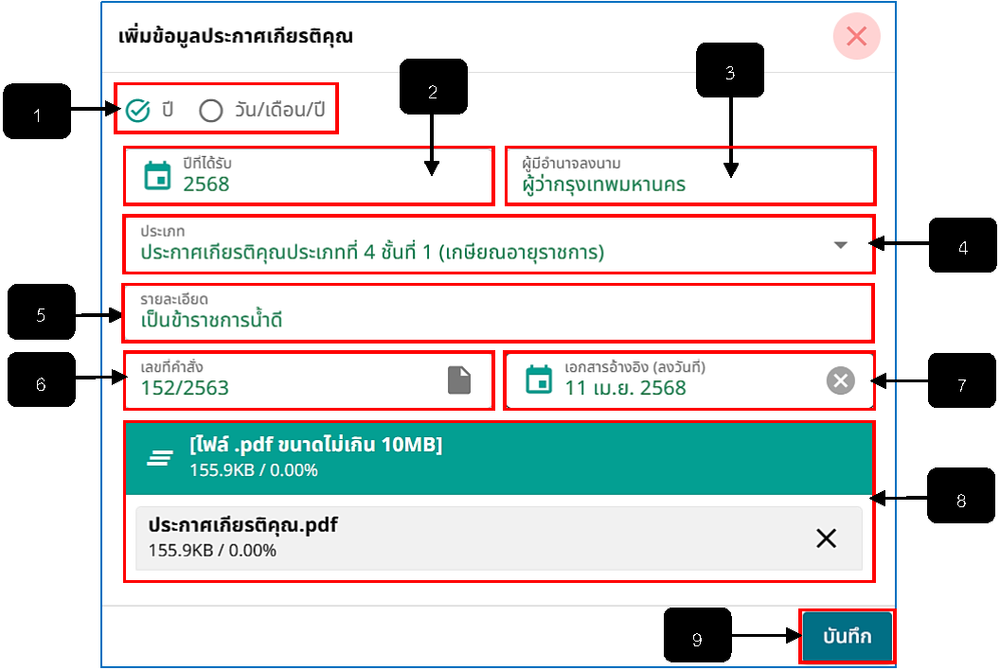 เพิ่มข้อมูลประกาศเกียรติคุณ
3
2
1
ปี วัน/เดือน/ปี
ปีที่ได้รับ
2568
ผู้มีอำนาจลงนาม
ผู้ว่ากรุงเทพมหานคร
ประเภท
ประกาศเกียรติคุณประเภทที่ 4 ชั้นที่ 1 (เกษียณอายุราชการ)
4
5
รายละเอียด
เป็นข้าราชการน้ำดี
6
เลขที่คำสั่ง
152/2563
เอกสารอ้างอิง (ลงวันที่)
11 เม.ย. 2568
7
[ไฟล์ .pdf ขนาดไม่เกิน 10MB]
155.9KB / 0.00%
8
ประกาศเกียรติคุณ.pdf
155.9KB / 0.00%
9
บันทึก